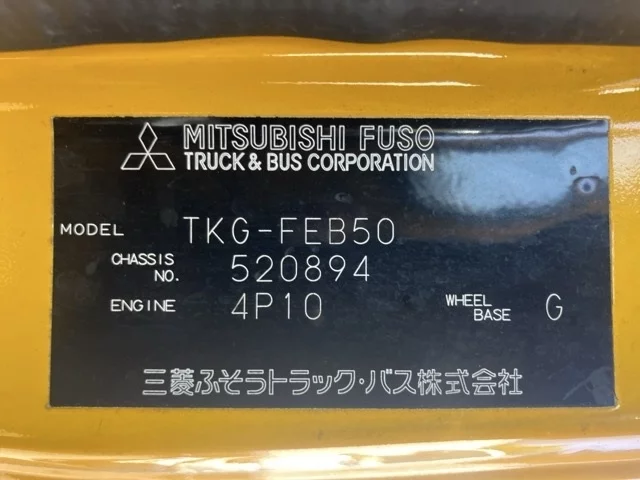 MITSUBISHI FUSO
TRUCK & BUS CORPORATION
MODEL TKG-FEB50
CHASSIS NO. 520894
ENGINE 4P10 WHEEL BASE G
三菱ふそうトラック・バス株式会社